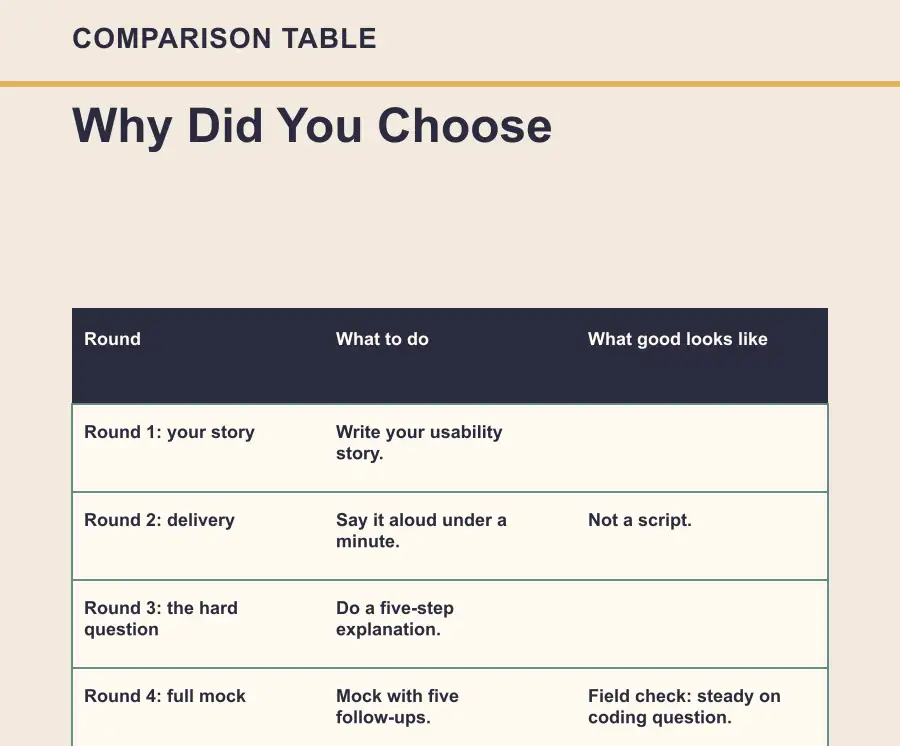 COMPARISON TABLE
Why Did You Choose
Round What to do What good looks like
Round 1: your story Write your usability
story.
Round 2: delivery Say it aloud under a Not a script.
minute.
Round 3: the hard Do a five-step
question explanation.
Round 4: full mock Mock with five Field check: steady on
follow-ups. coding question.